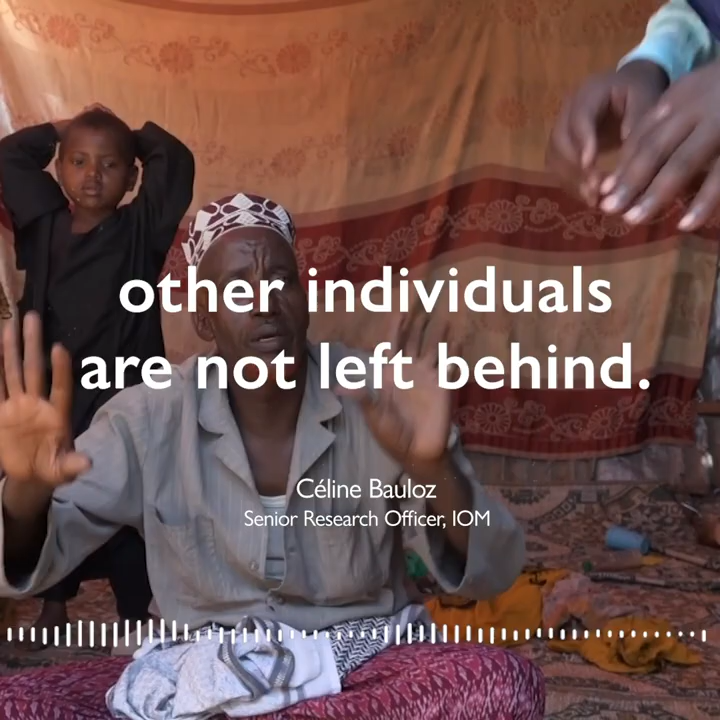 other individuals
are not left behind.
Céline Bauloz
Senior Research Officer, IOM